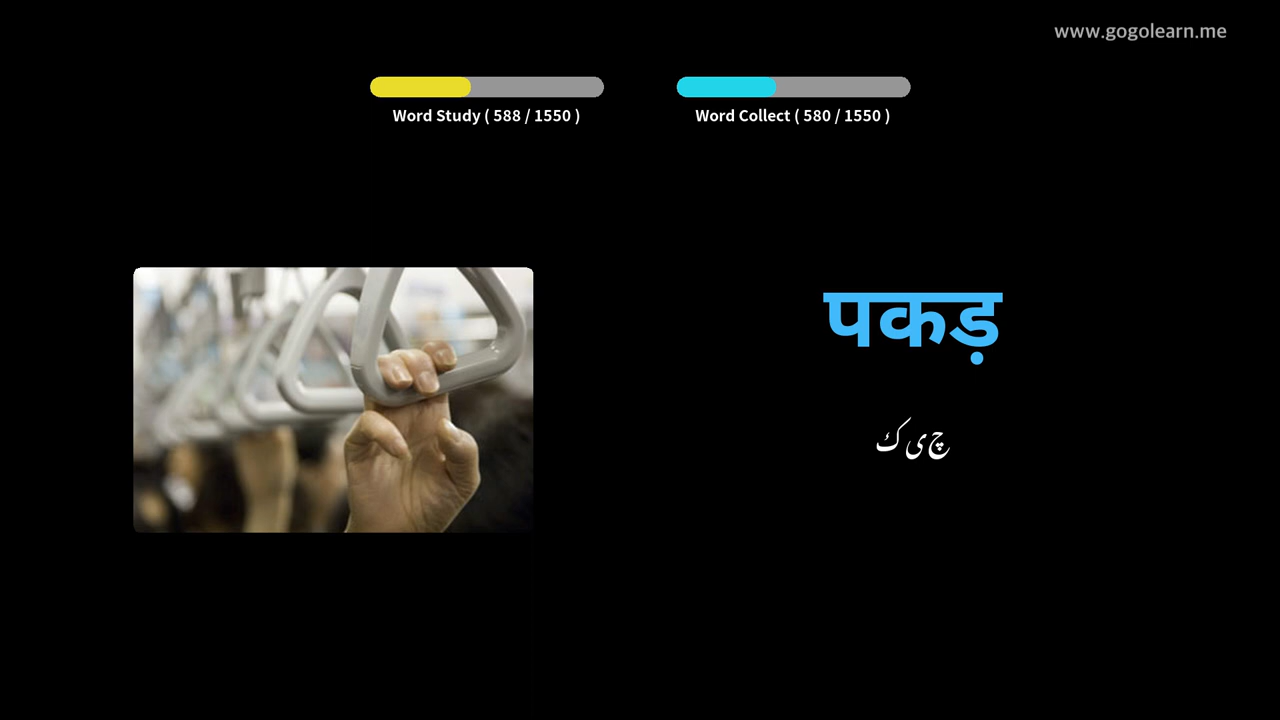 www.gogolearn.me
Word Study ( 588 / 1550 )
Word Collect ( 580 / 1550 )
पकड़
چ ی ک